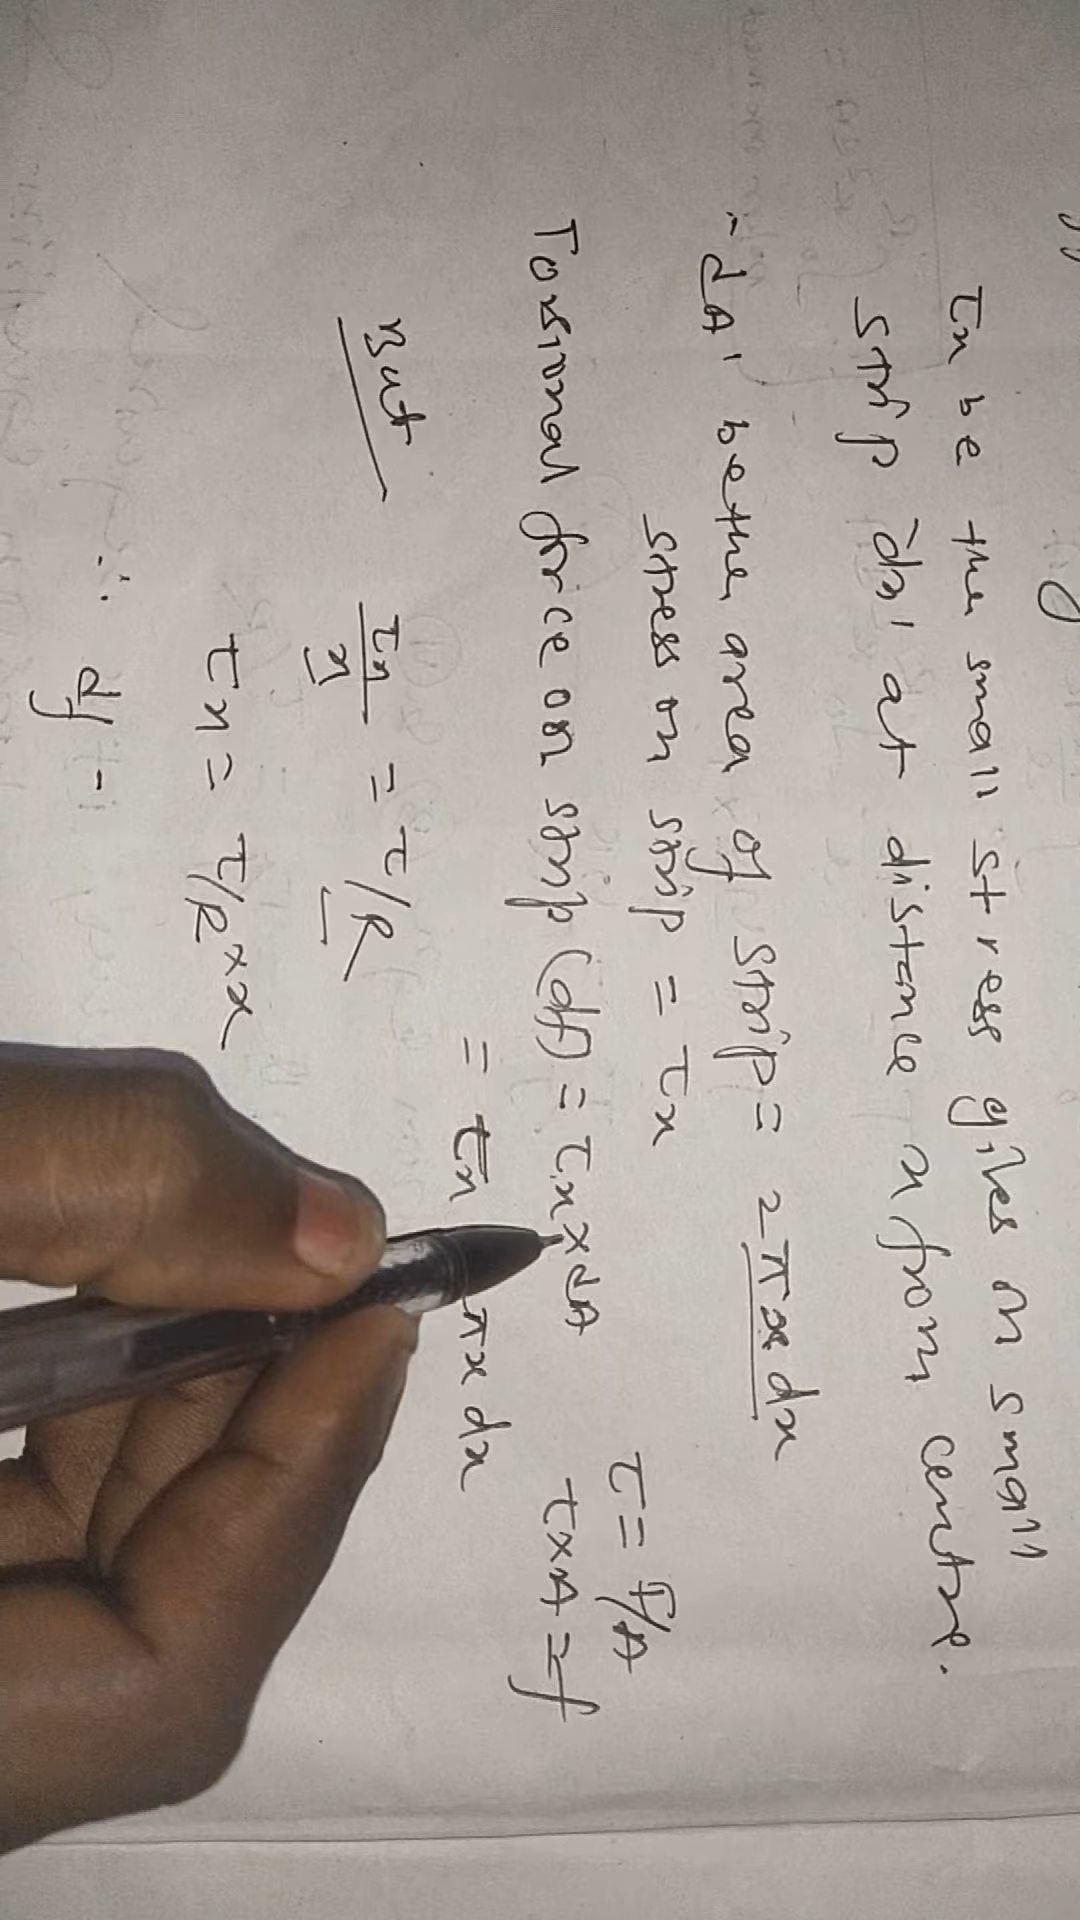 τx be the small stress gives in small
strip 'dx' at distance x from centre.
∴ 'dA' be the area of strip = 2πx dx
stress on strip = τx
τ = F/A
Torsional force on strip (df) = τx × dA
τ × A = f
= τx πx dx
But τx/x = τ/R
τx = τ/R × x
∴ df =